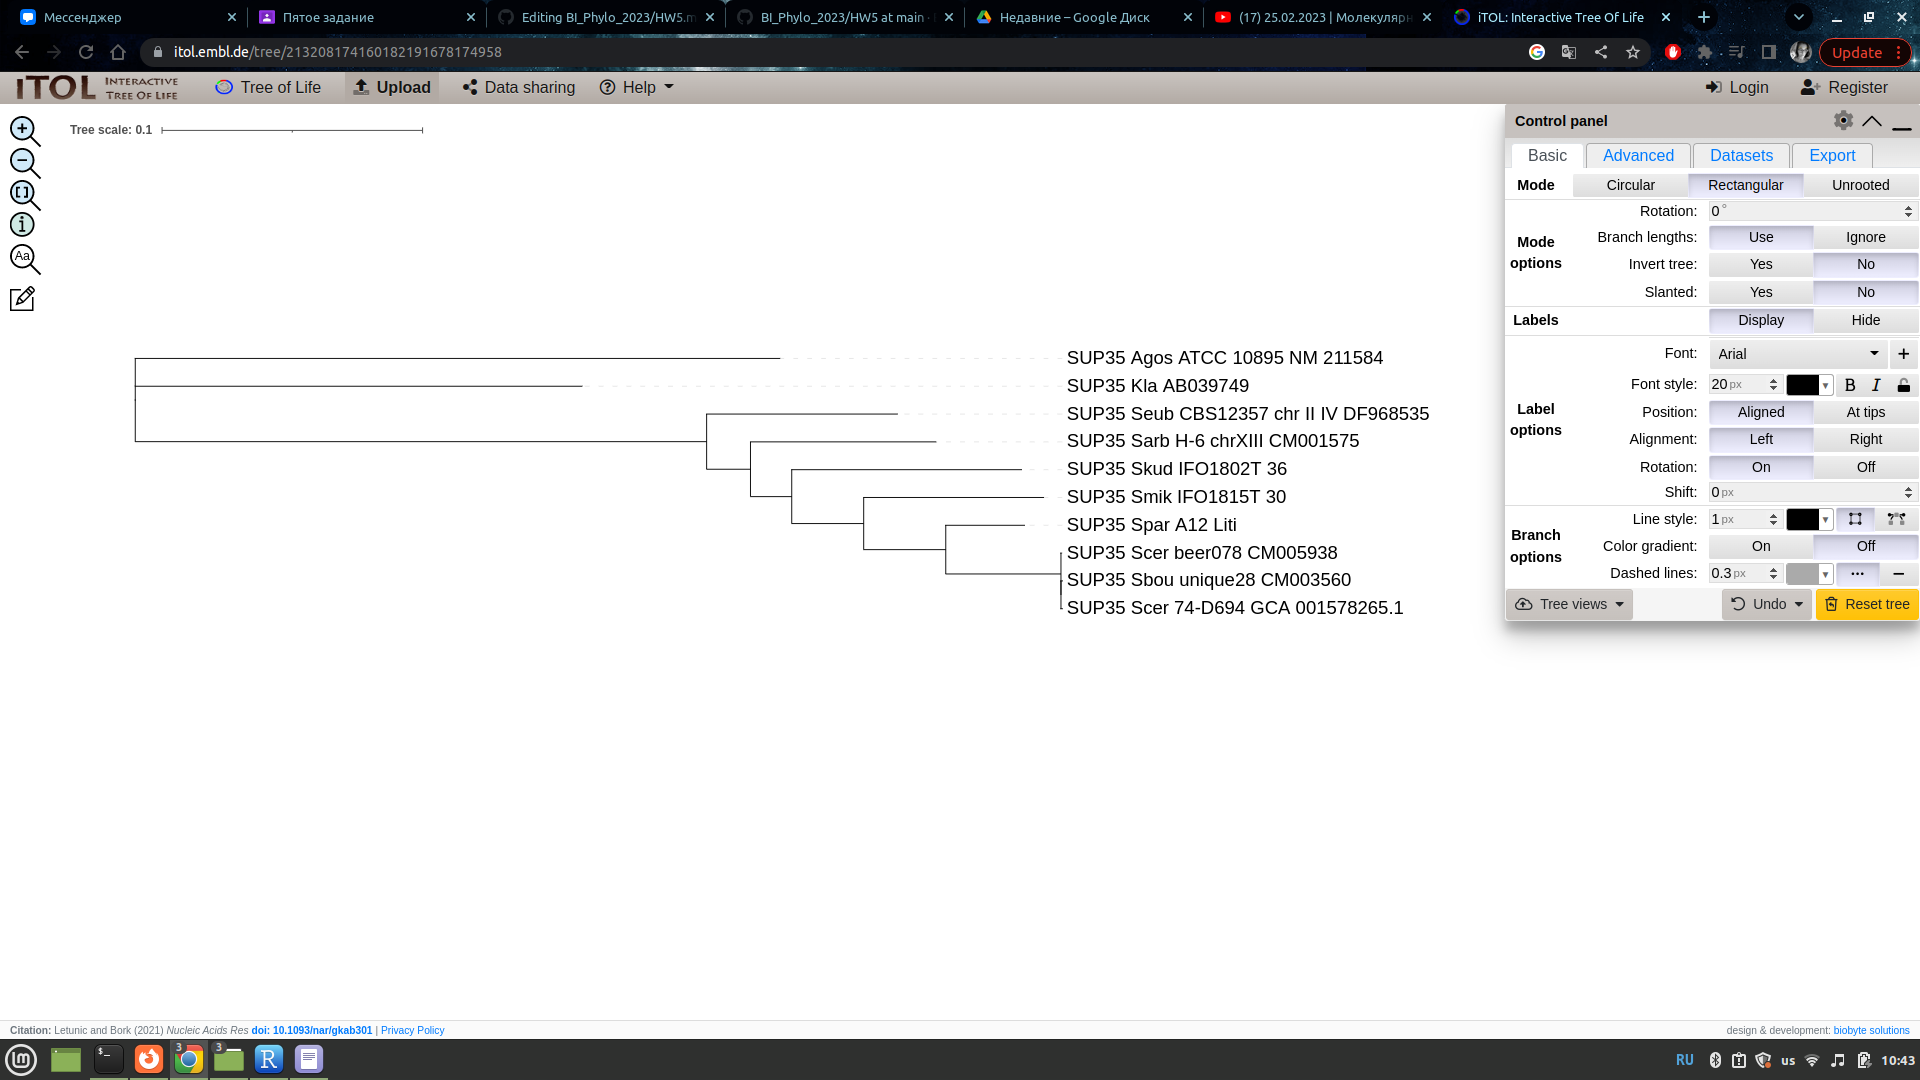 Мессенджер
Пятое задание
Editing BI_Phylo_2023/HW5.m
BI_Phylo_2023/HW5 at main ·
Недавние – Google Диск
(17) 25.02.2023 | Молекулярн
iTOL: Interactive Tree Of Life
itol.embl.de/tree/213208174160182191678174958
Update
iTOL INTERACTIVE TREE OF LIFE
Tree of Life
Upload
Data sharing
Help
Login
Register
Tree scale: 0.1
Aa
SUP35 Agos ATCC 10895 NM 211584
SUP35 Kla AB039749
SUP35 Seub CBS12357 chr II IV DF968535
SUP35 Sarb H-6 chrXIII CM001575
SUP35 Skud IFO1802T 36
SUP35 Smik IFO1815T 30
SUP35 Spar A12 Liti
SUP35 Scer beer078 CM005938
SUP35 Sbou unique28 CM003560
SUP35 Scer 74-D694 GCA 001578265.1
Control panel
Basic Advanced Datasets Export
Mode Circular Rectangular Unrooted
Mode options
Rotation: 0 °
Branch lengths: Use Ignore
Invert tree: Yes No
Slanted: Yes No
Labels Display Hide
Label options
Font: Arial +
Font style: 20 px B I
Position: Aligned At tips
Alignment: Left Right
Rotation: On Off
Shift: 0 px
Branch options
Line style: 1 px
Color gradient: On Off
Dashed lines: 0.3 px
Tree views Undo Reset tree
Citation: Letunic and Bork (2021) Nucleic Acids Res doi: 10.1093/nar/gkab301 | Privacy Policy
design & development: biobyte solutions
3
3
R
RU
us
10:43